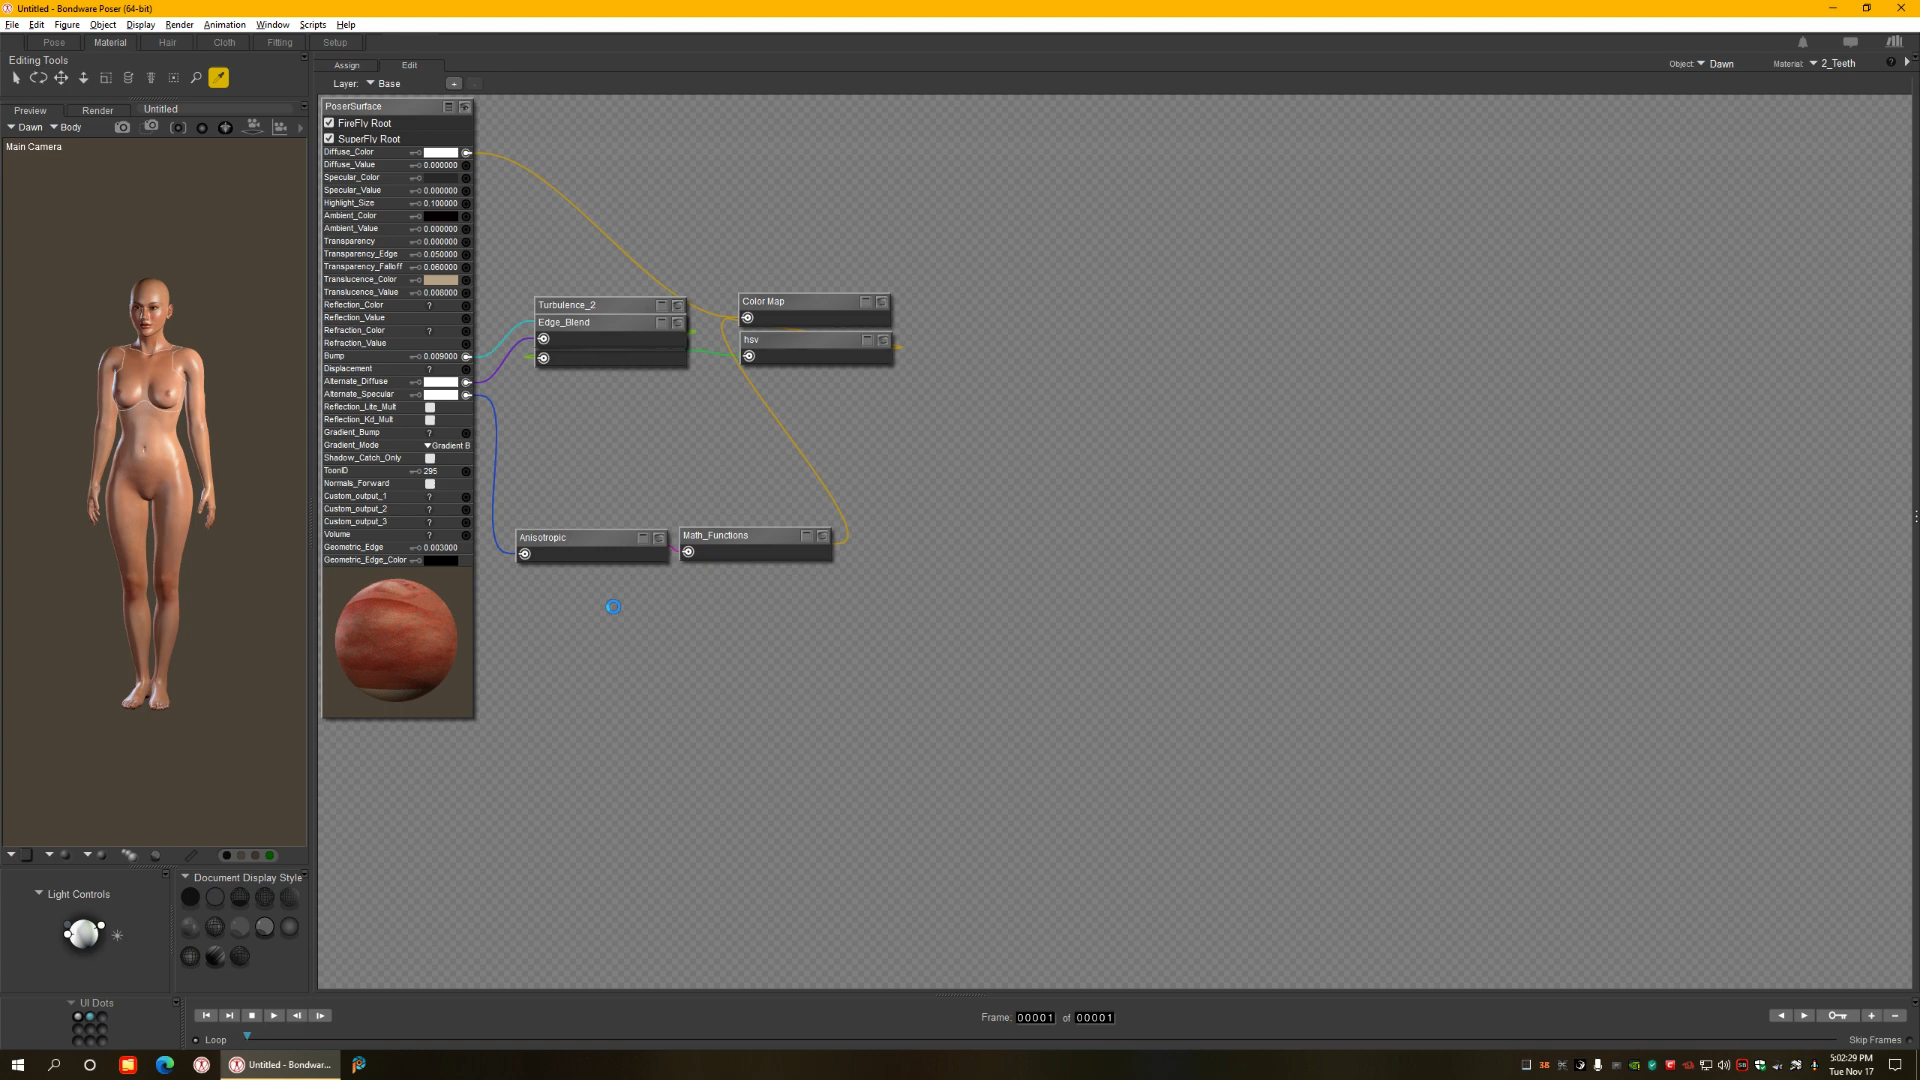 Untitled - Bondware Poser (64-bit)
File Edit Figure Object Display Render Animation Window Scripts Help
Pose Material Hair Cloth Fitting Setup
Editing Tools
Assign Edit
Object: Dawn Material: 2_Teeth ?
Layer: Base + -
Preview Render Untitled
Dawn Body
Main Camera
PoserSurface
FireFly Root
SuperFly Root
Diffuse_Color
Diffuse_Value 0.000000
Specular_Color
Specular_Value 0.000000
Highlight_Size 0.100000
Ambient_Color
Ambient_Value 0.000000
Transparency 0.000000
Transparency_Edge 0.050000
Transparency_Falloff 0.060000
Translucence_Color
Translucence_Value 0.008000
Reflection_Color ?
Reflection_Value
Refraction_Color ?
Refraction_Value
Bump 0.009000
Displacement ?
Alternate_Diffuse
Alternate_Specular
Reflection_Lite_Mult
Reflection_Kd_Mult
Gradient_Bump ?
Gradient_Mode Gradient B
Shadow_Catch_Only
ToonID 295
Normals_Forward
Custom_output_1 ?
Custom_output_2 ?
Custom_output_3 ?
Volume ?
Geometric_Edge 0.003000
Geometric_Edge_Color
Turbulence_2
Edge_Blend
Color Map
hsv
Anisotropic
Math_Functions
Light Controls
Document Display Style
UI Dots
Loop
Frame: 00001 of 00001
Skip Frames
Untitled - Bondwar...
38
5:02:29 PM
Tue Nov 17